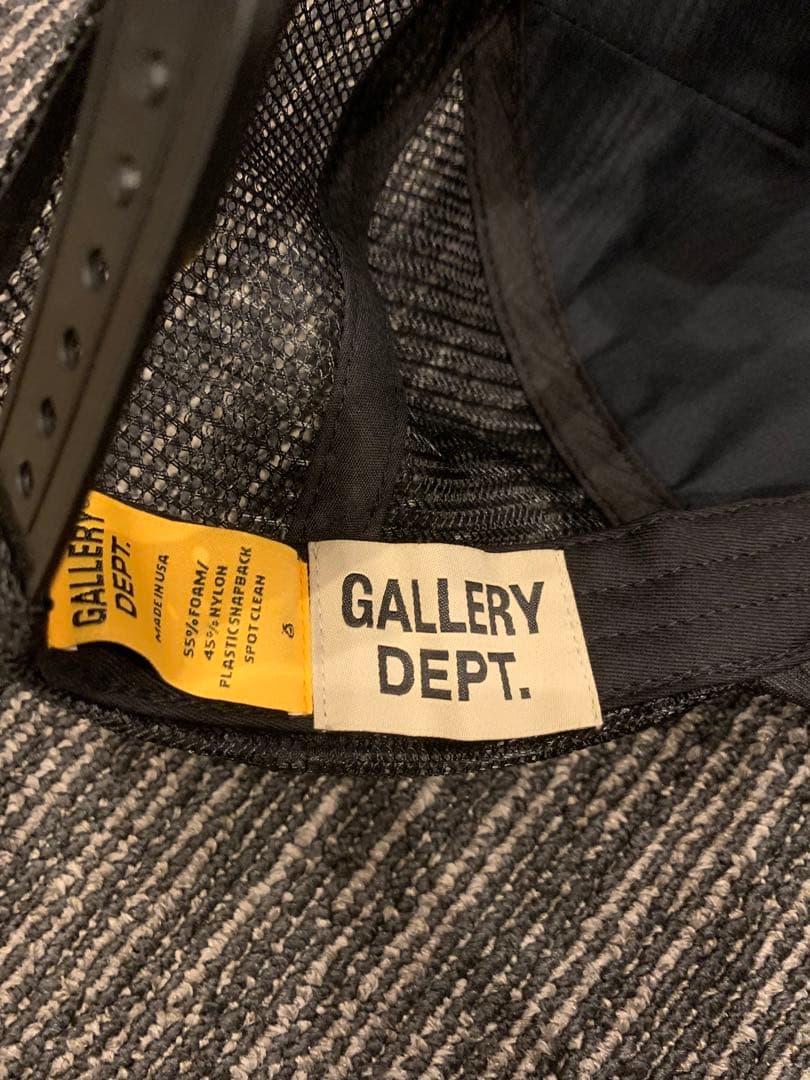 GALLERY
DEPT.
MADE IN USA
55% FOAM/
45% NYLON
PLASTIC SNAPBACK
SPOT CLEAN
GALLERY
DEPT.